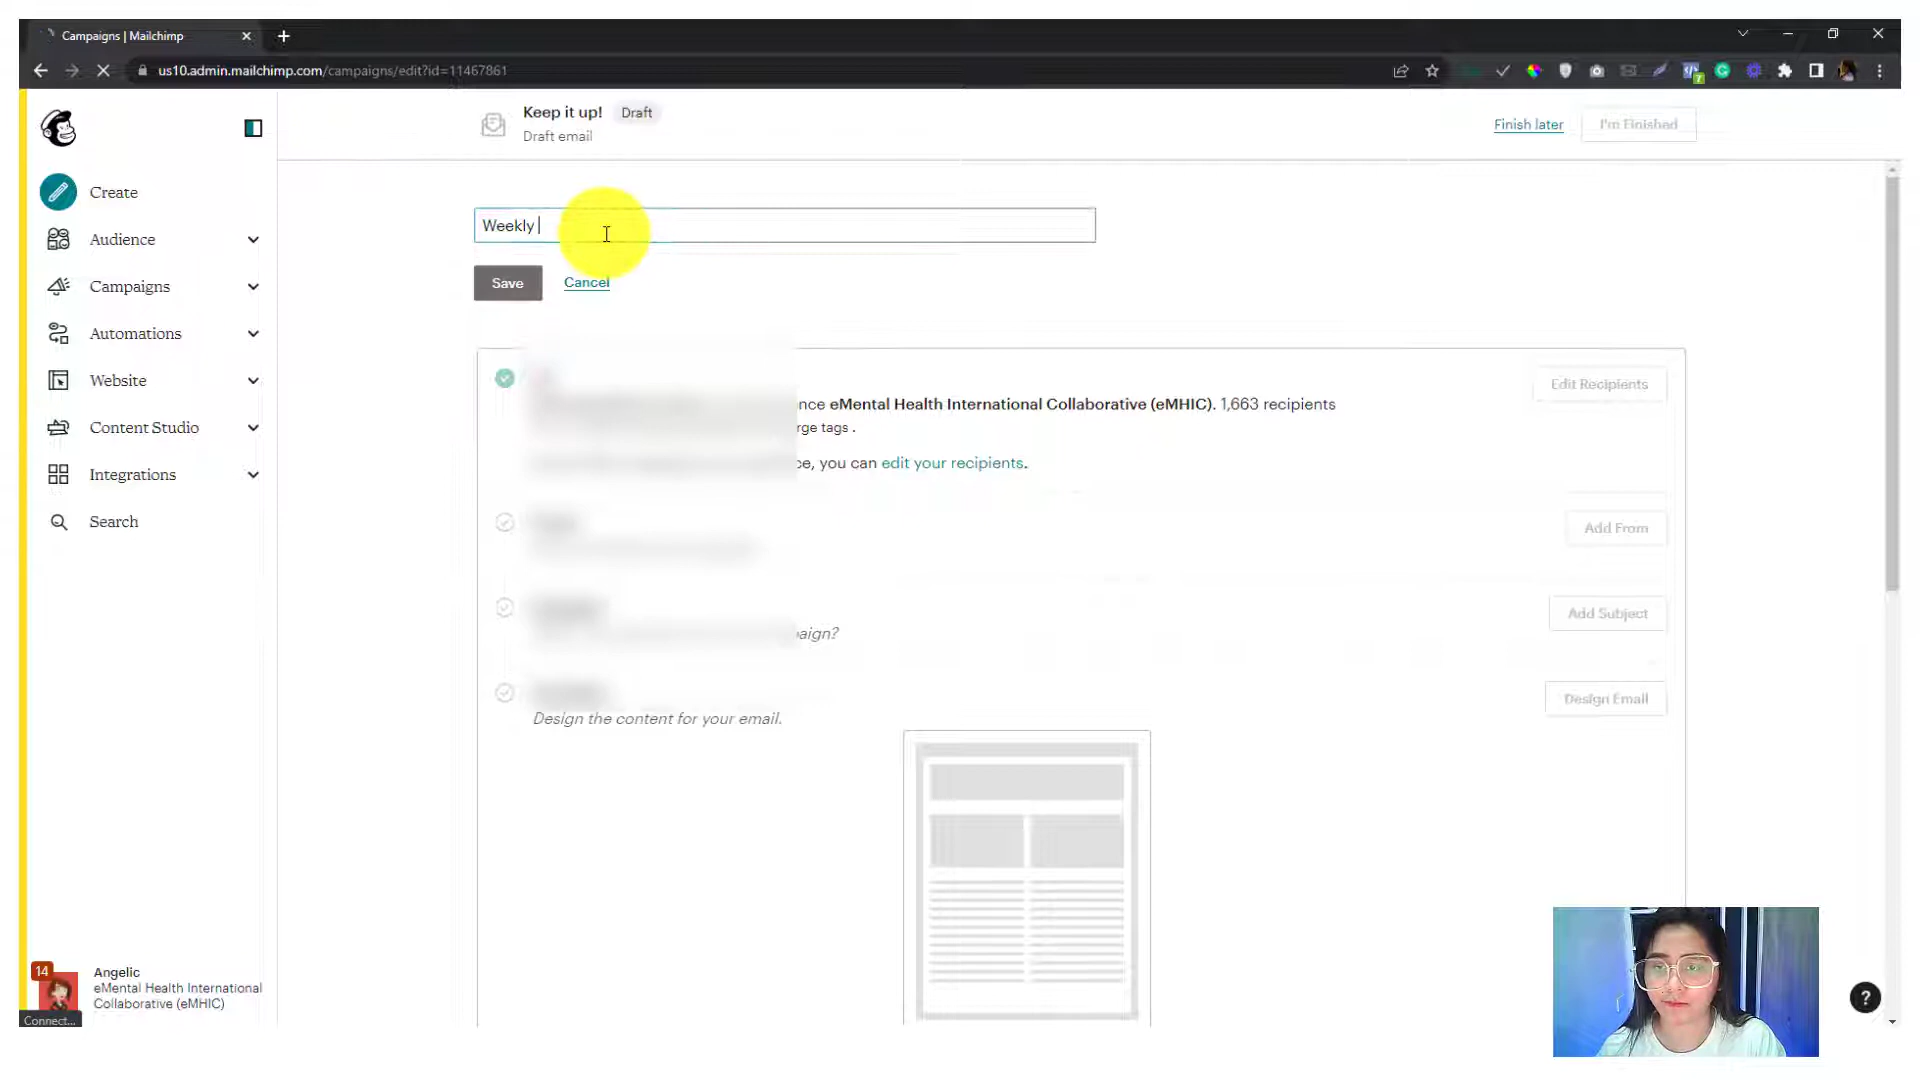 Campaigns | Mailchimp
us10.admin.mailchimp.com/campaigns/edit?id=11467861
7
Keep it up!
Draft
Draft email
Finish later
I'm Finished
Create
Audience
Campaigns
Automations
Website
Content Studio
Integrations
Search
Weekly
Save
Cancel
eMental Health International Collaborative (eMHIC). 1,663 recipients
tags .
you can edit your recipients.
Edit Recipients
Add From
Add Subject
Design the content for your email.
Design Email
14
Angelic
eMental Health International
Collaborative (eMHIC)
Connect...
?